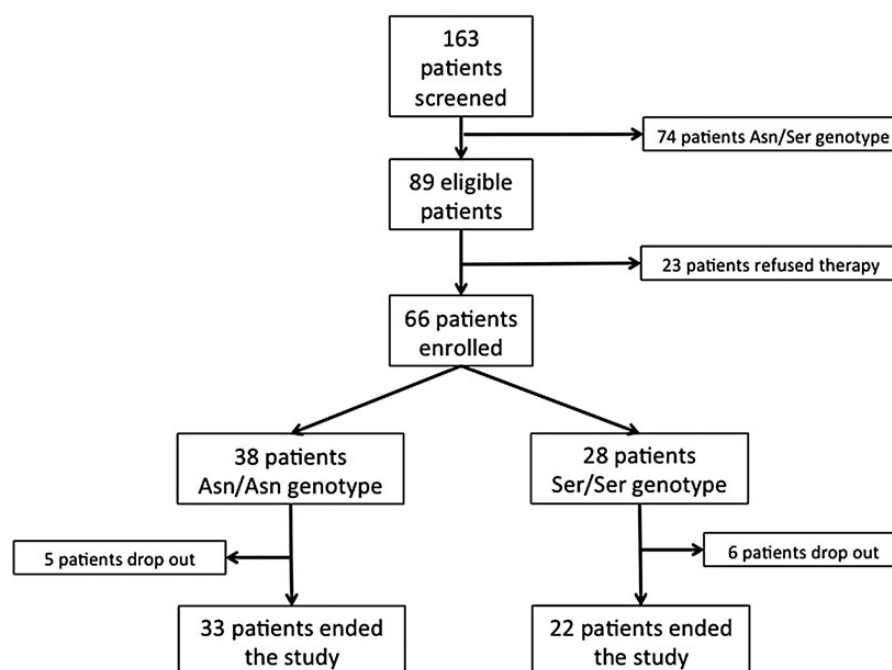 163
patients
screened
74 patients Asn/Ser genotype
89 eligible
patients
23 patients refused therapy
66 patients
enrolled
38 patients
Asn/Asn genotype
28 patients
Ser/Ser genotype
5 patients drop out
6 patients drop out
33 patients ended
the study
22 patients ended
the study